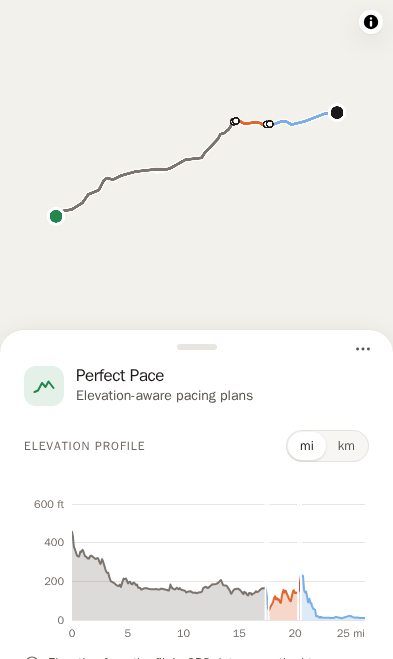 Perfect Pace
Elevation-aware pacing plans
ELEVATION PROFILE
mi km
600 ft
400
200
0
0 5 10 15 20 25 mi